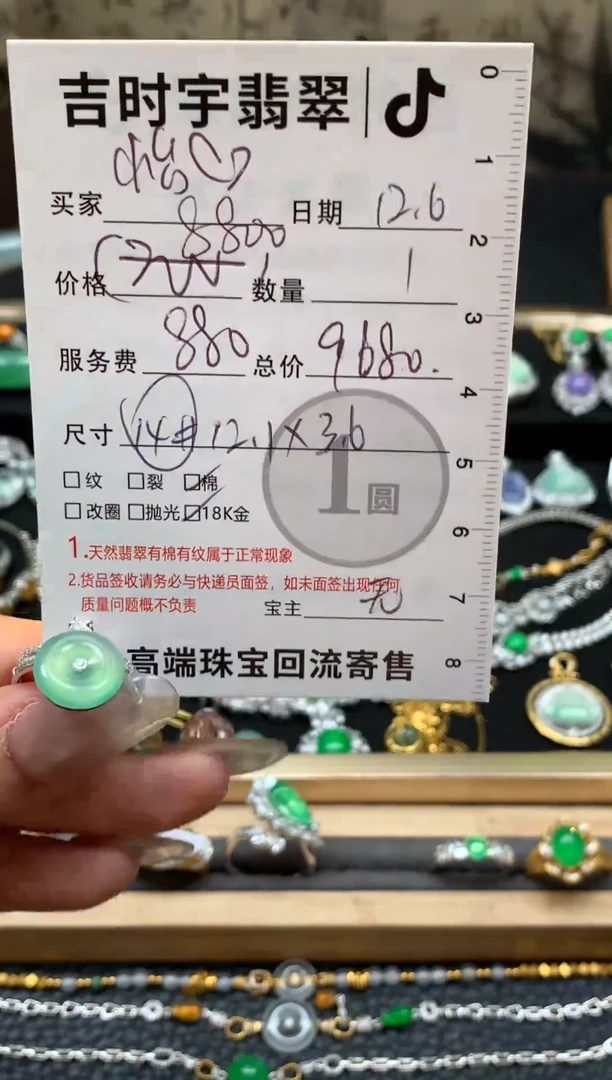 吉时宇翡翠
买家 日期 12.6
8800
价格 数量 1
服务费 880 总价 9680.
尺寸 14# 12.1×3.6
纹 裂 棉
改圈 抛光 18K金
1圆
1.天然翡翠有棉有纹属于正常现象
2.货品签收请务必与快递员面签，如未面签出现任何
质量问题概不负责
宝主
高端珠宝回流寄售
0
1
2
3
4
5
6
7
8